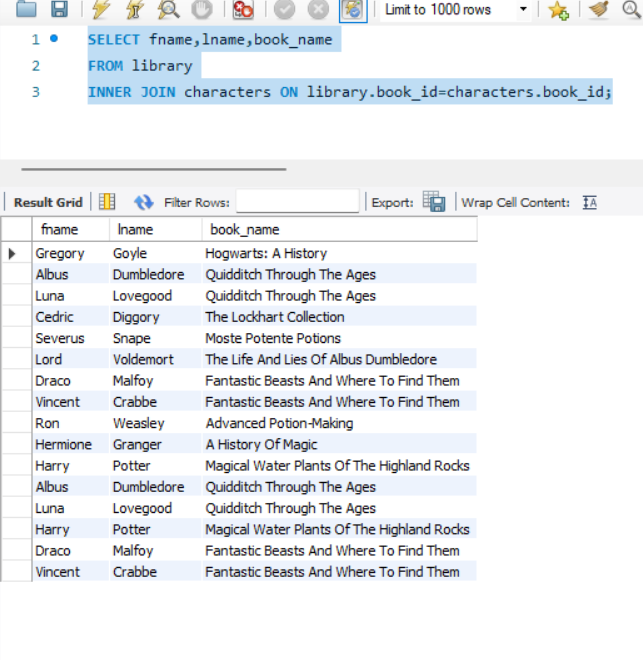 Limit to 1000 rows
1 SELECT fname,lname,book_name
2 FROM library
3 INNER JOIN characters ON library.book_id=characters.book_id;
Result Grid Filter Rows: Export: Wrap Cell Content: IA
fname lname book_name
Gregory Goyle Hogwarts: A History
Albus Dumbledore Quidditch Through The Ages
Luna Lovegood Quidditch Through The Ages
Cedric Diggory The Lockhart Collection
Severus Snape Moste Potente Potions
Lord Voldemort The Life And Lies Of Albus Dumbledore
Draco Malfoy Fantastic Beasts And Where To Find Them
Vincent Crabbe Fantastic Beasts And Where To Find Them
Ron Weasley Advanced Potion-Making
Hermione Granger A History Of Magic
Harry Potter Magical Water Plants Of The Highland Rocks
Albus Dumbledore Quidditch Through The Ages
Luna Lovegood Quidditch Through The Ages
Harry Potter Magical Water Plants Of The Highland Rocks
Draco Malfoy Fantastic Beasts And Where To Find Them
Vincent Crabbe Fantastic Beasts And Where To Find Them